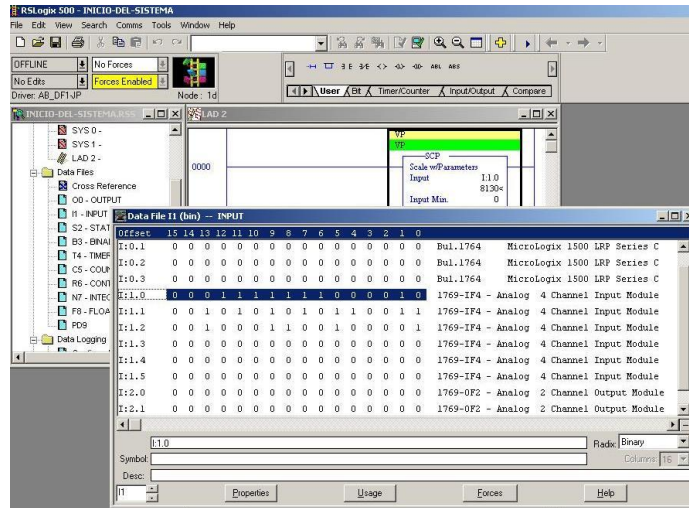 RSLogix 500 - INICIO-DEL-SISTEMA
File Edit View Search Comms Tools Window Help
OFFLINE No Forces
No Edits Forces Enabled
Driver: AB_DF1-JP Node: 1d
ABL ABS
User Bit Timer/Counter Input/Output Compare
INICIO-DEL-SISTEMA.RSS
SYS 0 -
SYS 1 -
LAD 2 -
Data Files
Cross Reference
O0 - OUTPUT
I1 - INPUT
S2 - STAT
B3 - BINAI
T4 - TIMER
C5 - COUN
R6 - CONT
N7 - INTEG
F8 - FLOA
PD9
Data Logging
LAD 2
0000
VP
VP
SCP
Scale w/Parameters
Input I:1.0
8130<
Input Min. 0
Data File I1 (bin) -- INPUT
Offset 15 14 13 12 11 10 9 8 7 6 5 4 3 2 1 0
I:0.1 0 0 0 0 0 0 0 0 0 0 0 0 0 0 0 0 Bul.1764 MicroLogix 1500 LRP Series C
I:0.2 0 0 0 0 0 0 0 0 0 0 0 0 0 0 0 0 Bul.1764 MicroLogix 1500 LRP Series C
I:0.3 0 0 0 0 0 0 0 0 0 0 0 0 0 0 0 0 Bul.1764 MicroLogix 1500 LRP Series C
I:1.0 0 0 0 1 1 1 1 1 1 1 0 0 0 0 1 0 1769-IF4 - Analog 4 Channel Input Module
I:1.1 0 0 1 0 1 0 1 0 1 0 1 1 0 0 1 1 1769-IF4 - Analog 4 Channel Input Module
I:1.2 0 0 1 0 0 0 1 1 0 0 1 0 0 0 0 1 1769-IF4 - Analog 4 Channel Input Module
I:1.3 0 0 0 0 0 0 0 0 0 0 0 0 0 0 0 0 1769-IF4 - Analog 4 Channel Input Module
I:1.4 0 0 0 0 0 0 0 0 0 0 0 0 0 0 0 0 1769-IF4 - Analog 4 Channel Input Module
I:1.5 0 0 0 0 0 0 0 0 0 0 0 0 0 0 0 0 1769-IF4 - Analog 4 Channel Input Module
I:2.0 0 0 0 0 0 0 0 0 0 0 0 0 0 0 0 0 1769-OF2 - Analog 2 Channel Output Module
I:2.1 0 0 0 0 0 0 0 0 0 0 0 0 0 0 0 0 1769-OF2 - Analog 2 Channel Output Module
I:1.0 Radix: Binary
Symbol: Columns: 16
Desc:
I1 Properties Usage Forces Help